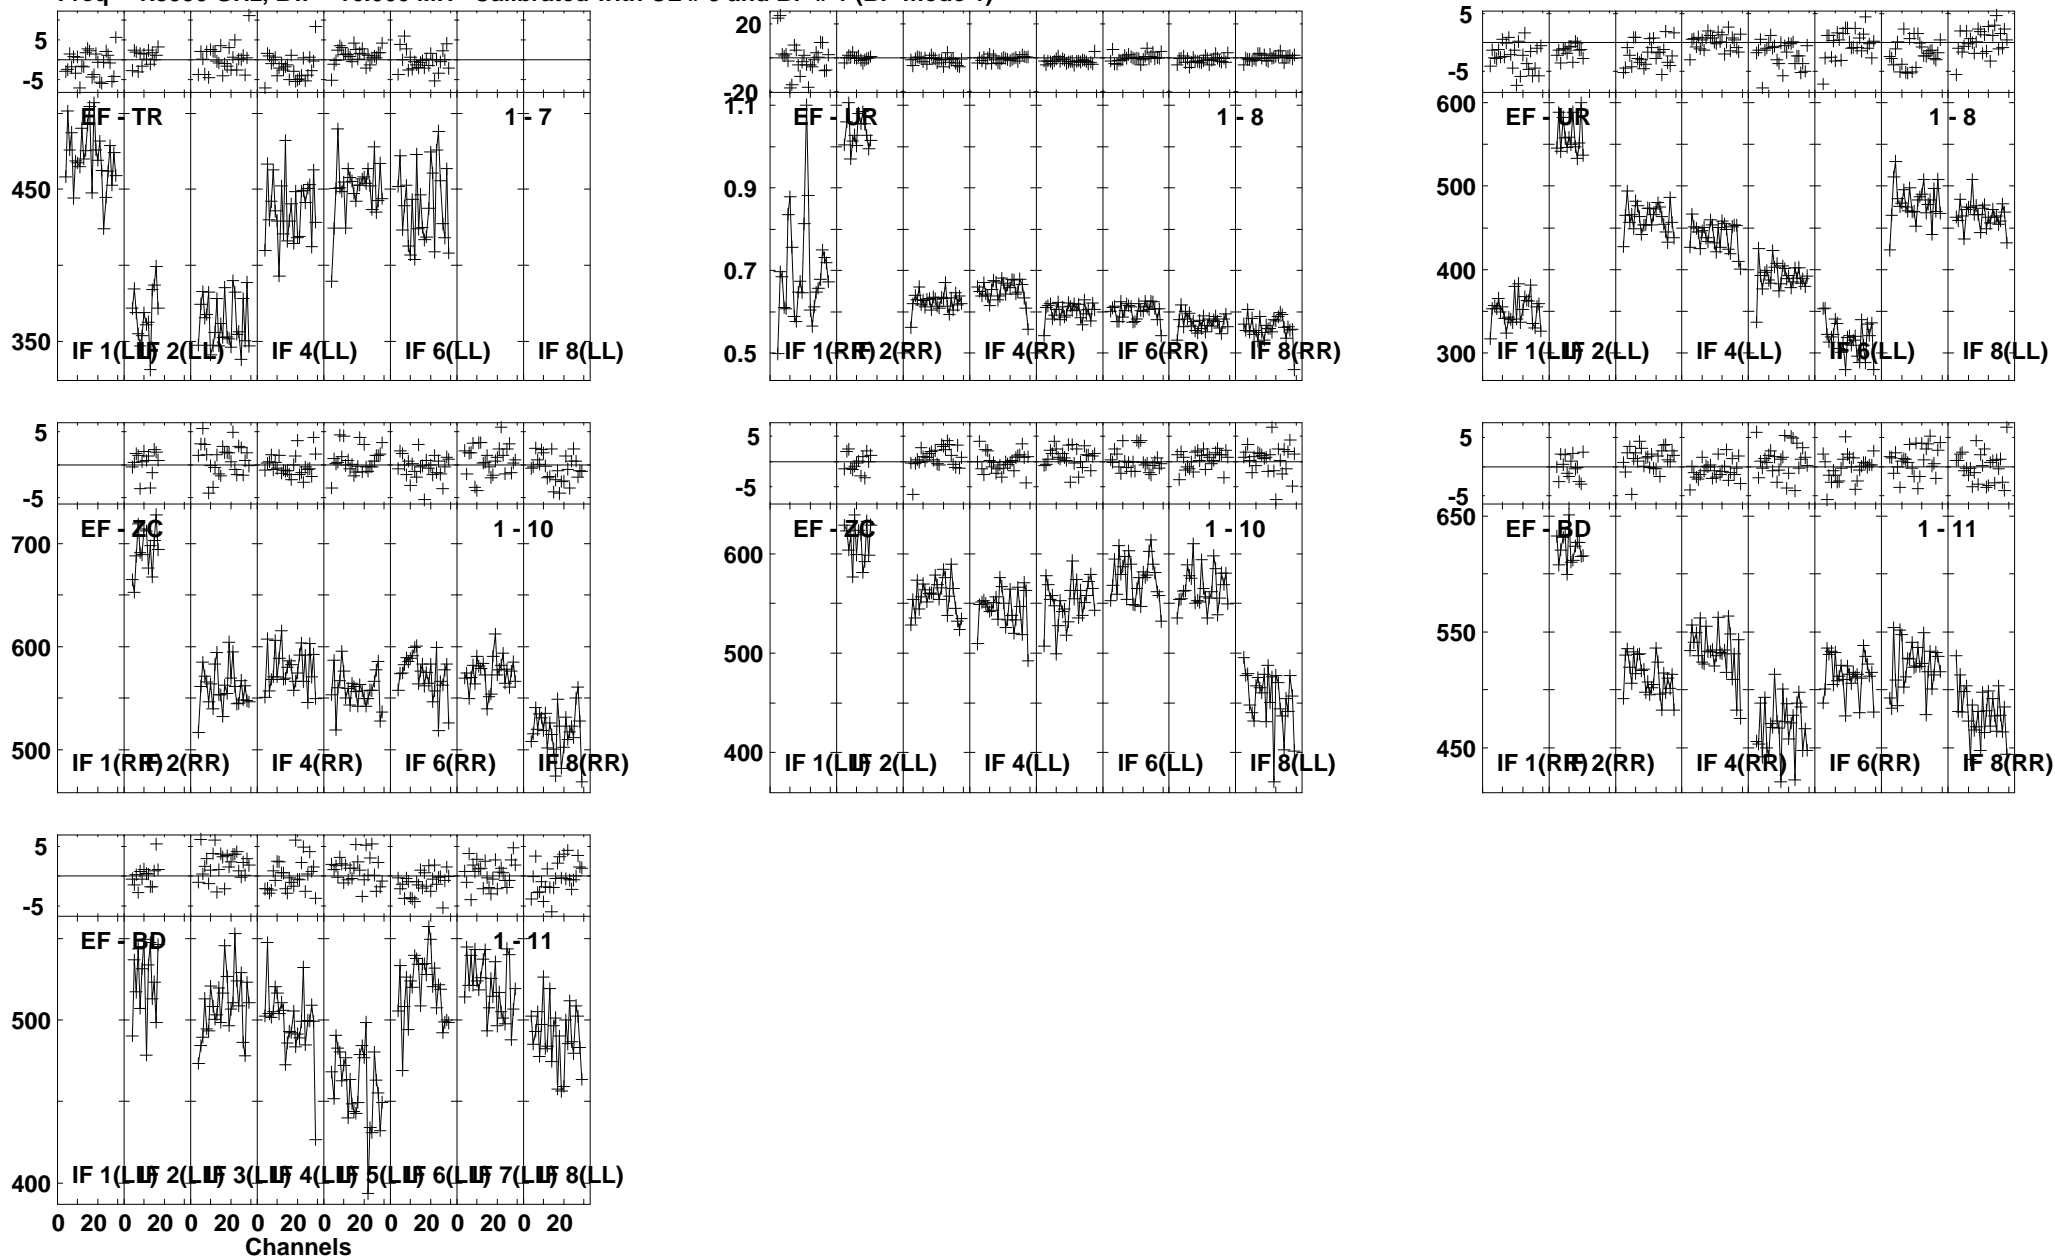 5
-5
EF - TR
1 - 7
450
350
IF 1(LL)
IF 2(LL)
IF 4(LL)
IF 6(LL)
IF 8(LL)
20
-20
1.1
EF - UR
1 - 8
0.9
0.7
0.5
IF 1(RR)
IF 2(RR)
IF 4(RR)
IF 6(RR)
IF 8(RR)
5
-5
600
EF - UR
1 - 8
500
400
300
IF 1(LL)
IF 2(LL)
IF 4(LL)
IF 6(LL)
IF 8(LL)
5
-5
EF - ZC
1 - 10
700
600
500
IF 1(RR)
IF 2(RR)
IF 4(RR)
IF 6(RR)
IF 8(RR)
5
-5
EF - ZC
1 - 10
600
500
400
IF 1(LL)
IF 2(LL)
IF 4(LL)
IF 6(LL)
IF 8(LL)
5
-5
650
EF - BD
1 - 11
550
450
IF 1(RR)
IF 2(RR)
IF 4(RR)
IF 6(RR)
IF 8(RR)
5
-5
EF - BD
1 - 11
500
400
IF 1(LL)
IF 2(LL)
IF 3(LL)
IF 4(LL)
IF 5(LL)
IF 6(LL)
IF 7(LL)
IF 8(LL)
0 20 0 20 0 20 0 20 0 20 0 20 0 20 0 20
Channels